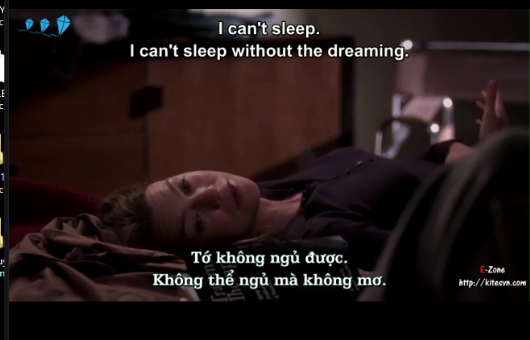 I can't sleep.
I can't sleep without the dreaming.
Tớ không ngủ được.
Không thể ngủ mà không mơ.
E-Zone
http://kitesvn.com